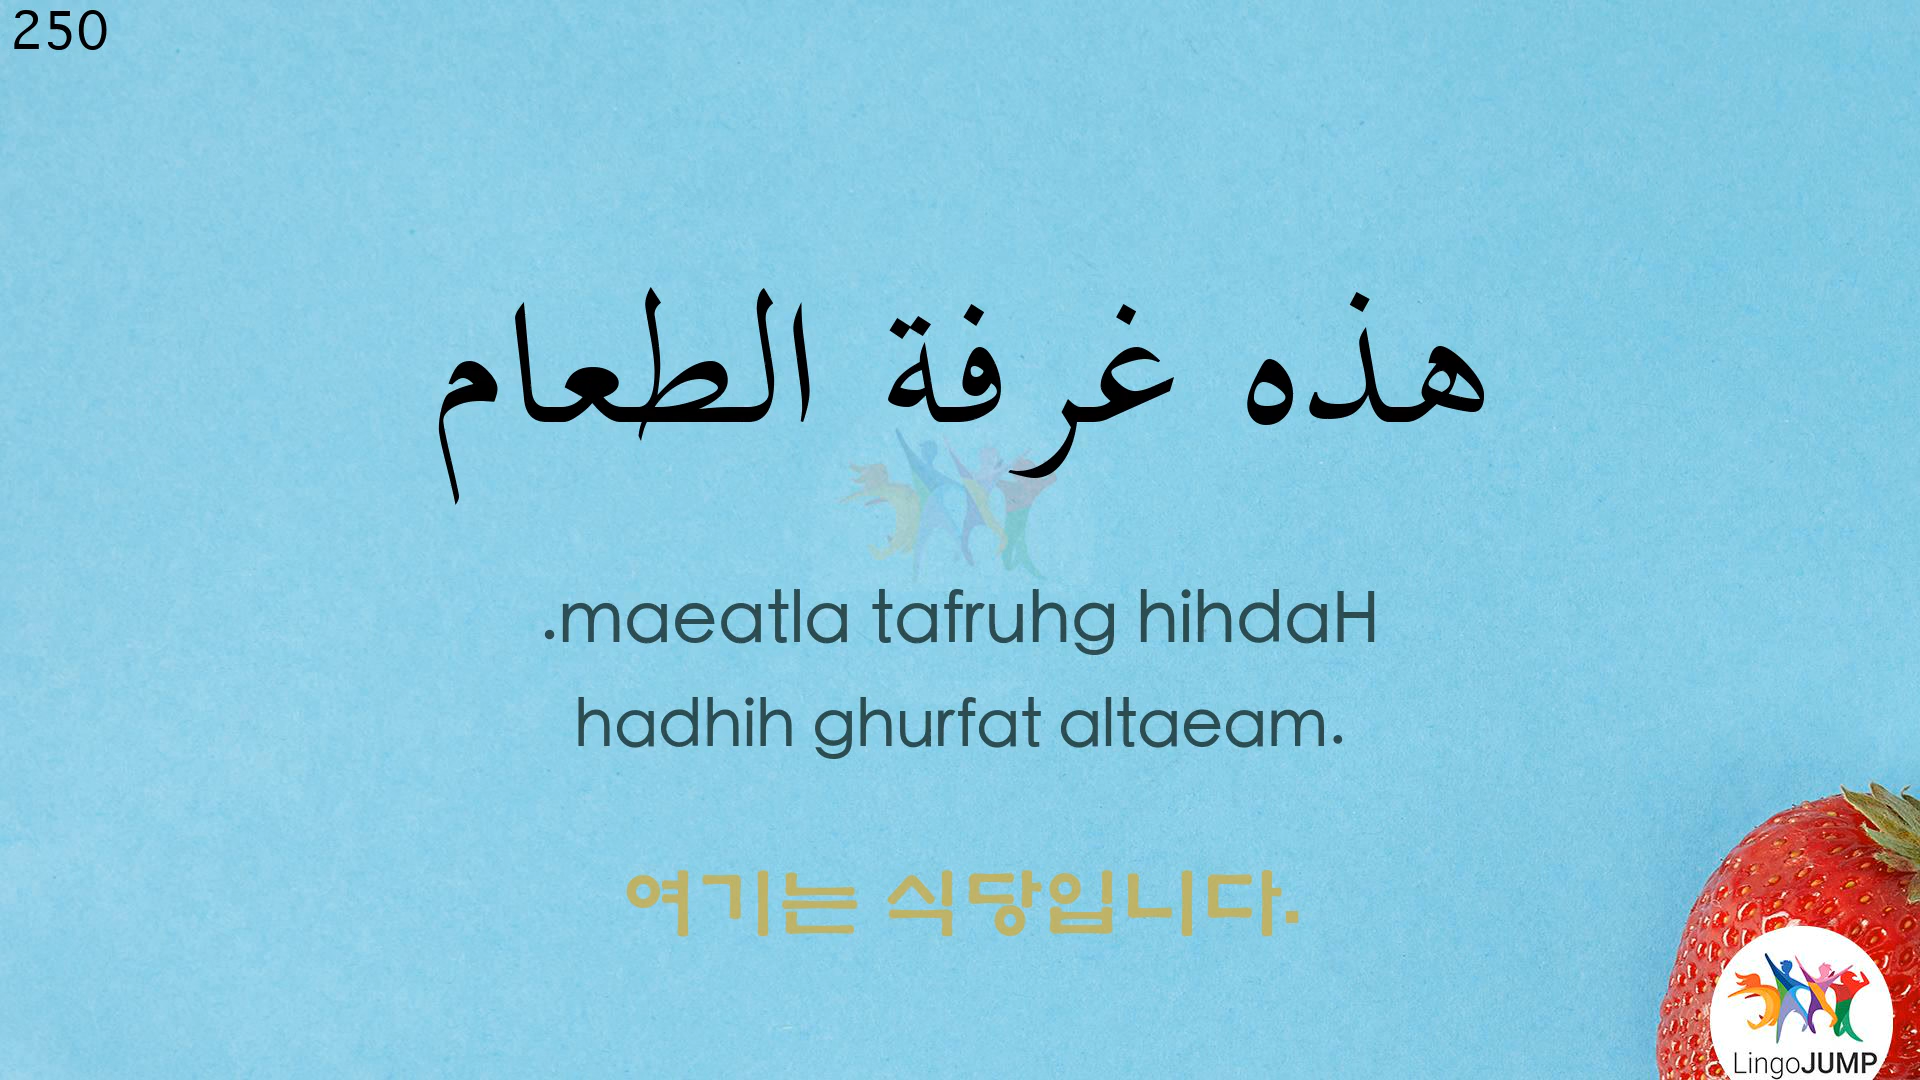 250
هذه غرفة الطعام
.maeatla tafruhg hihdaH
hadhih ghurfat altaeam.
여기는 식당입니다.
LingoJUMP